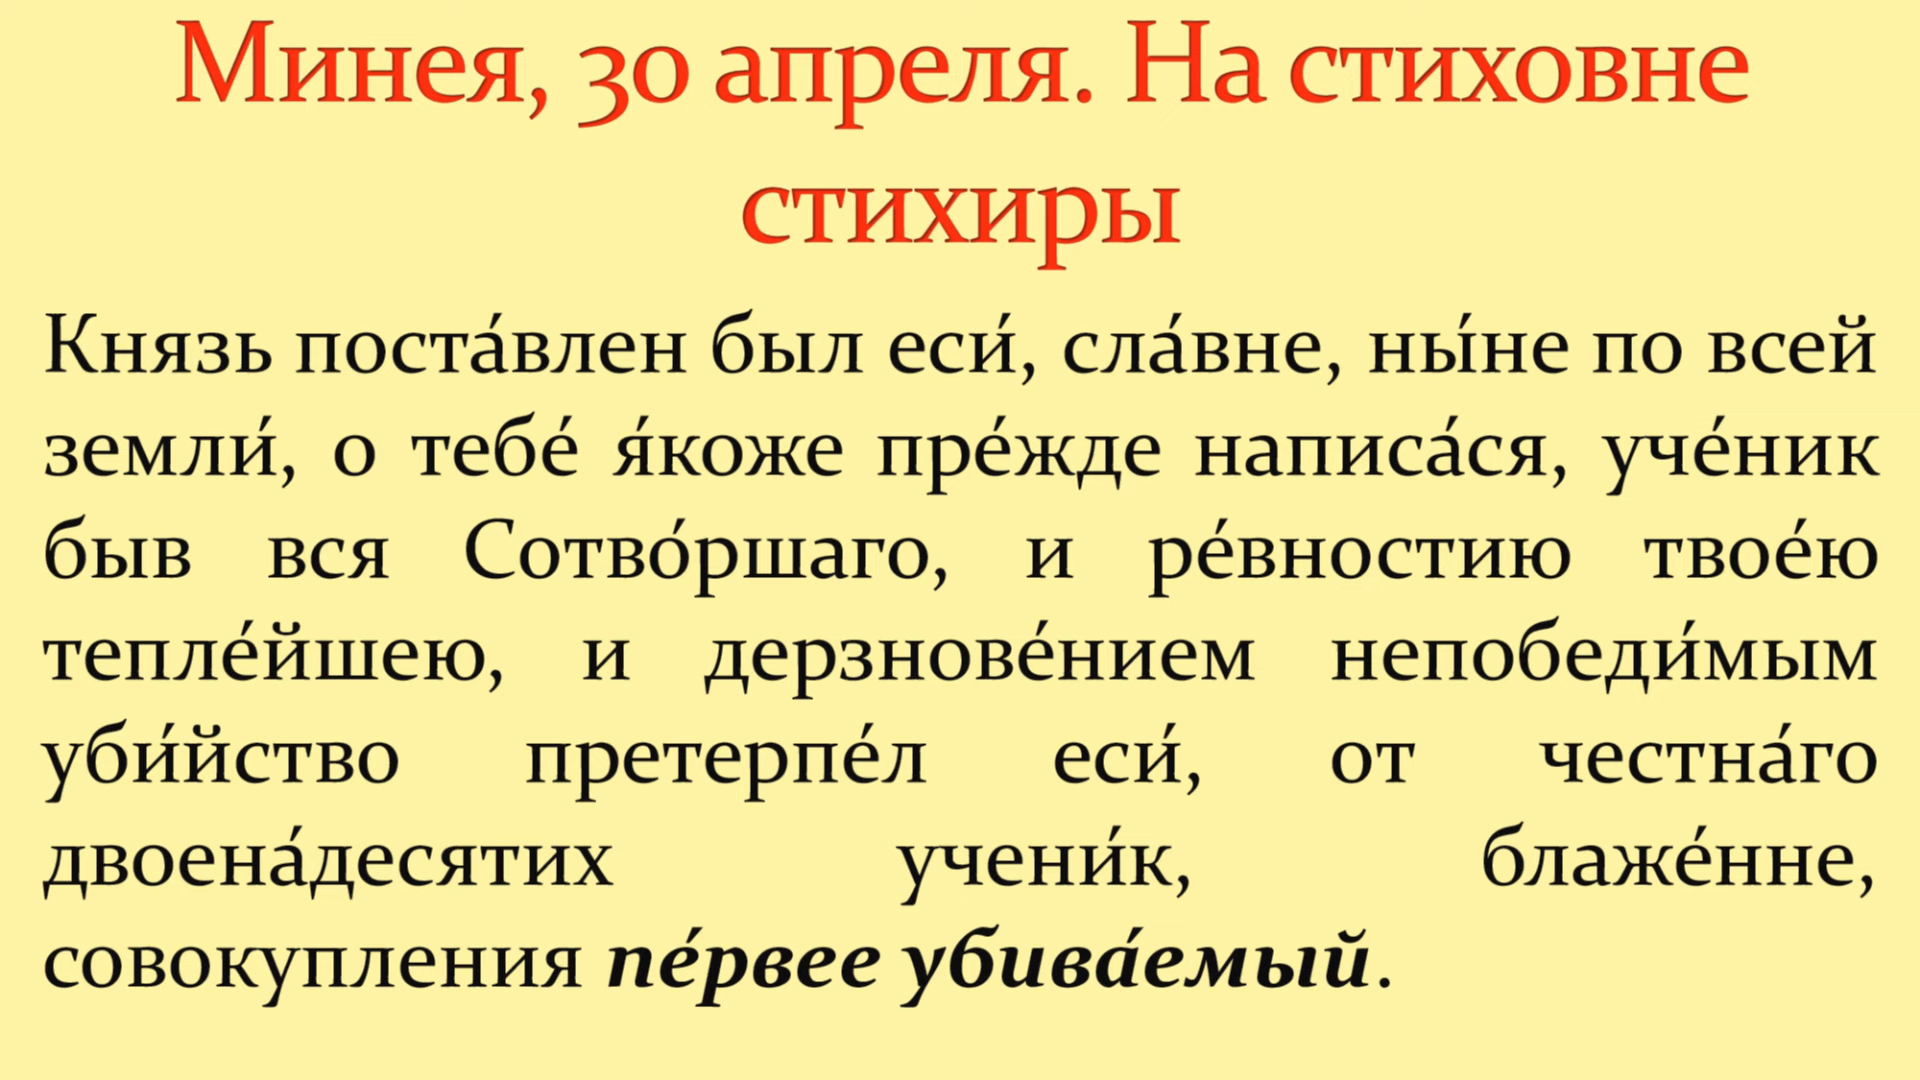 Минея, 30 апреля. На стиховне
стихиры
Князь поста́влен был еси́, сла́вне, ны́не по всей
земли́, о тебе́ я́коже пре́жде написа́ся, уче́ник
быв вся Сотво́ршаго, и ре́вностию твое́ю
тепле́йшею, и дерзнове́нием непобеди́мым
уби́йство претерпе́л еси́, от честна́го
двоена́десятих учени́к, блаже́нне,
совокупления пе́рвее убива́емый.